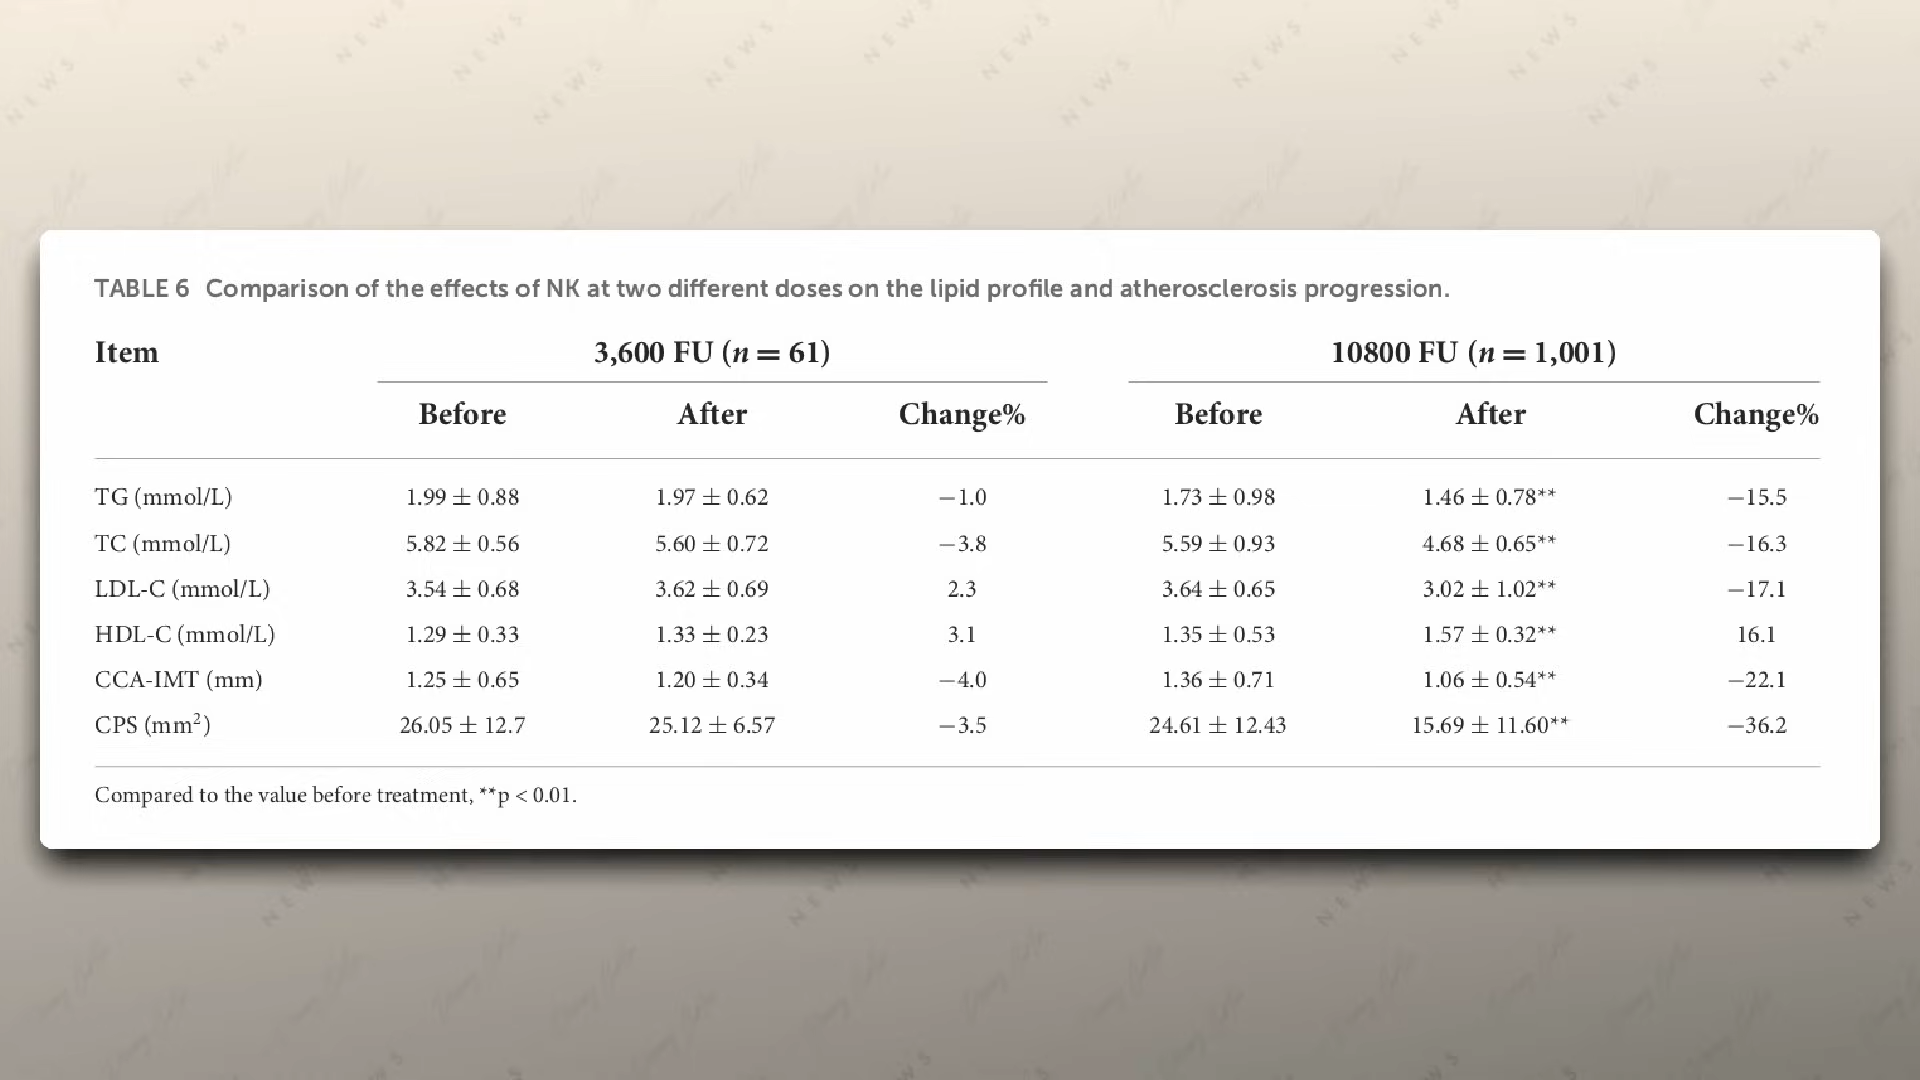 TABLE 6 Comparison of the effects of NK at two different doses on the lipid profile and atherosclerosis progression.
Item 3,600 FU (n = 61) 10800 FU (n = 1,001)
Before After Change% Before After Change%
TG (mmol/L) 1.99 ± 0.88 1.97 ± 0.62 −1.0 1.73 ± 0.98 1.46 ± 0.78** −15.5
TC (mmol/L) 5.82 ± 0.56 5.60 ± 0.72 −3.8 5.59 ± 0.93 4.68 ± 0.65** −16.3
LDL-C (mmol/L) 3.54 ± 0.68 3.62 ± 0.69 2.3 3.64 ± 0.65 3.02 ± 1.02** −17.1
HDL-C (mmol/L) 1.29 ± 0.33 1.33 ± 0.23 3.1 1.35 ± 0.53 1.57 ± 0.32** 16.1
CCA-IMT (mm) 1.25 ± 0.65 1.20 ± 0.34 −4.0 1.36 ± 0.71 1.06 ± 0.54** −22.1
CPS (mm²) 26.05 ± 12.7 25.12 ± 6.57 −3.5 24.61 ± 12.43 15.69 ± 11.60** −36.2
Compared to the value before treatment, **p < 0.01.